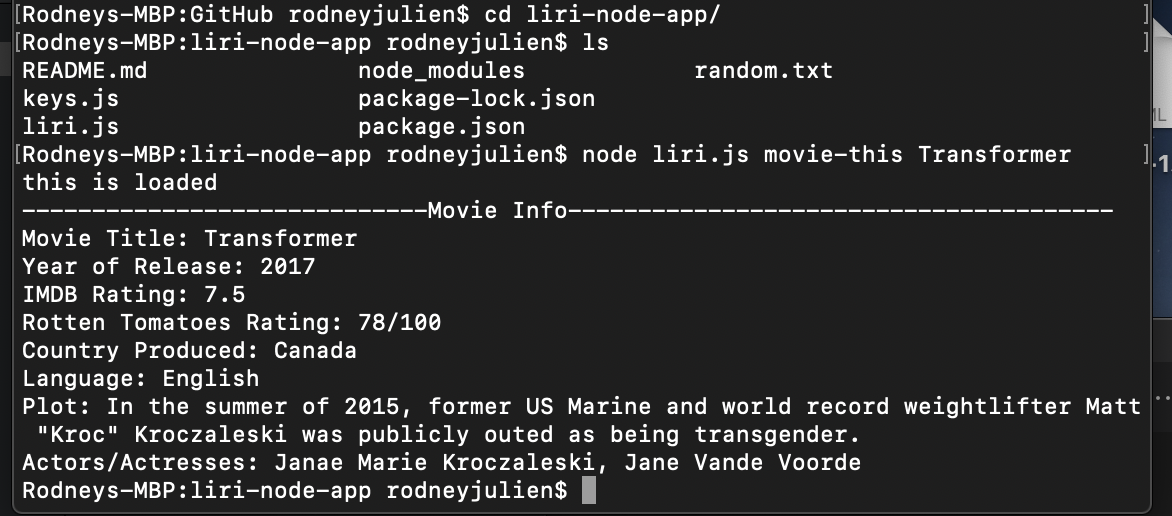 [Rodneys-MBP:GitHub rodneyjulien$ cd liri-node-app/ ]
[Rodneys-MBP:liri-node-app rodneyjulien$ ls ]
README.md node_modules random.txt
keys.js package-lock.json
liri.js package.json
[Rodneys-MBP:liri-node-app rodneyjulien$ node liri.js movie-this Transformer ]
this is loaded
-----------------------------Movie Info---------------------------------------
Movie Title: Transformer
Year of Release: 2017
IMDB Rating: 7.5
Rotten Tomatoes Rating: 78/100
Country Produced: Canada
Language: English
Plot: In the summer of 2015, former US Marine and world record weightlifter Matt
"Kroc" Kroczaleski was publicly outed as being transgender.
Actors/Actresses: Janae Marie Kroczaleski, Jane Vande Voorde
Rodneys-MBP:liri-node-app rodneyjulien$